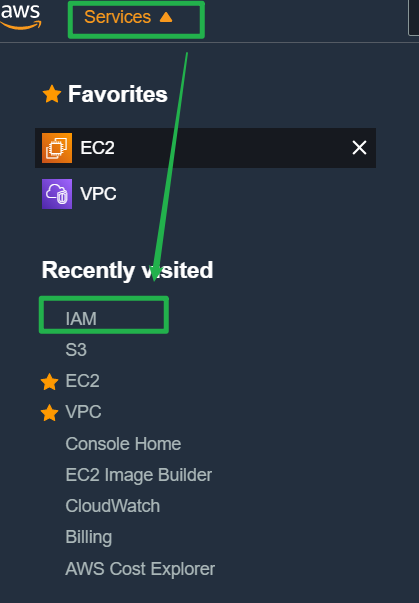 aws
Services
Favorites
EC2
VPC
Recently visited
IAM
S3
EC2
VPC
Console Home
EC2 Image Builder
CloudWatch
Billing
AWS Cost Explorer